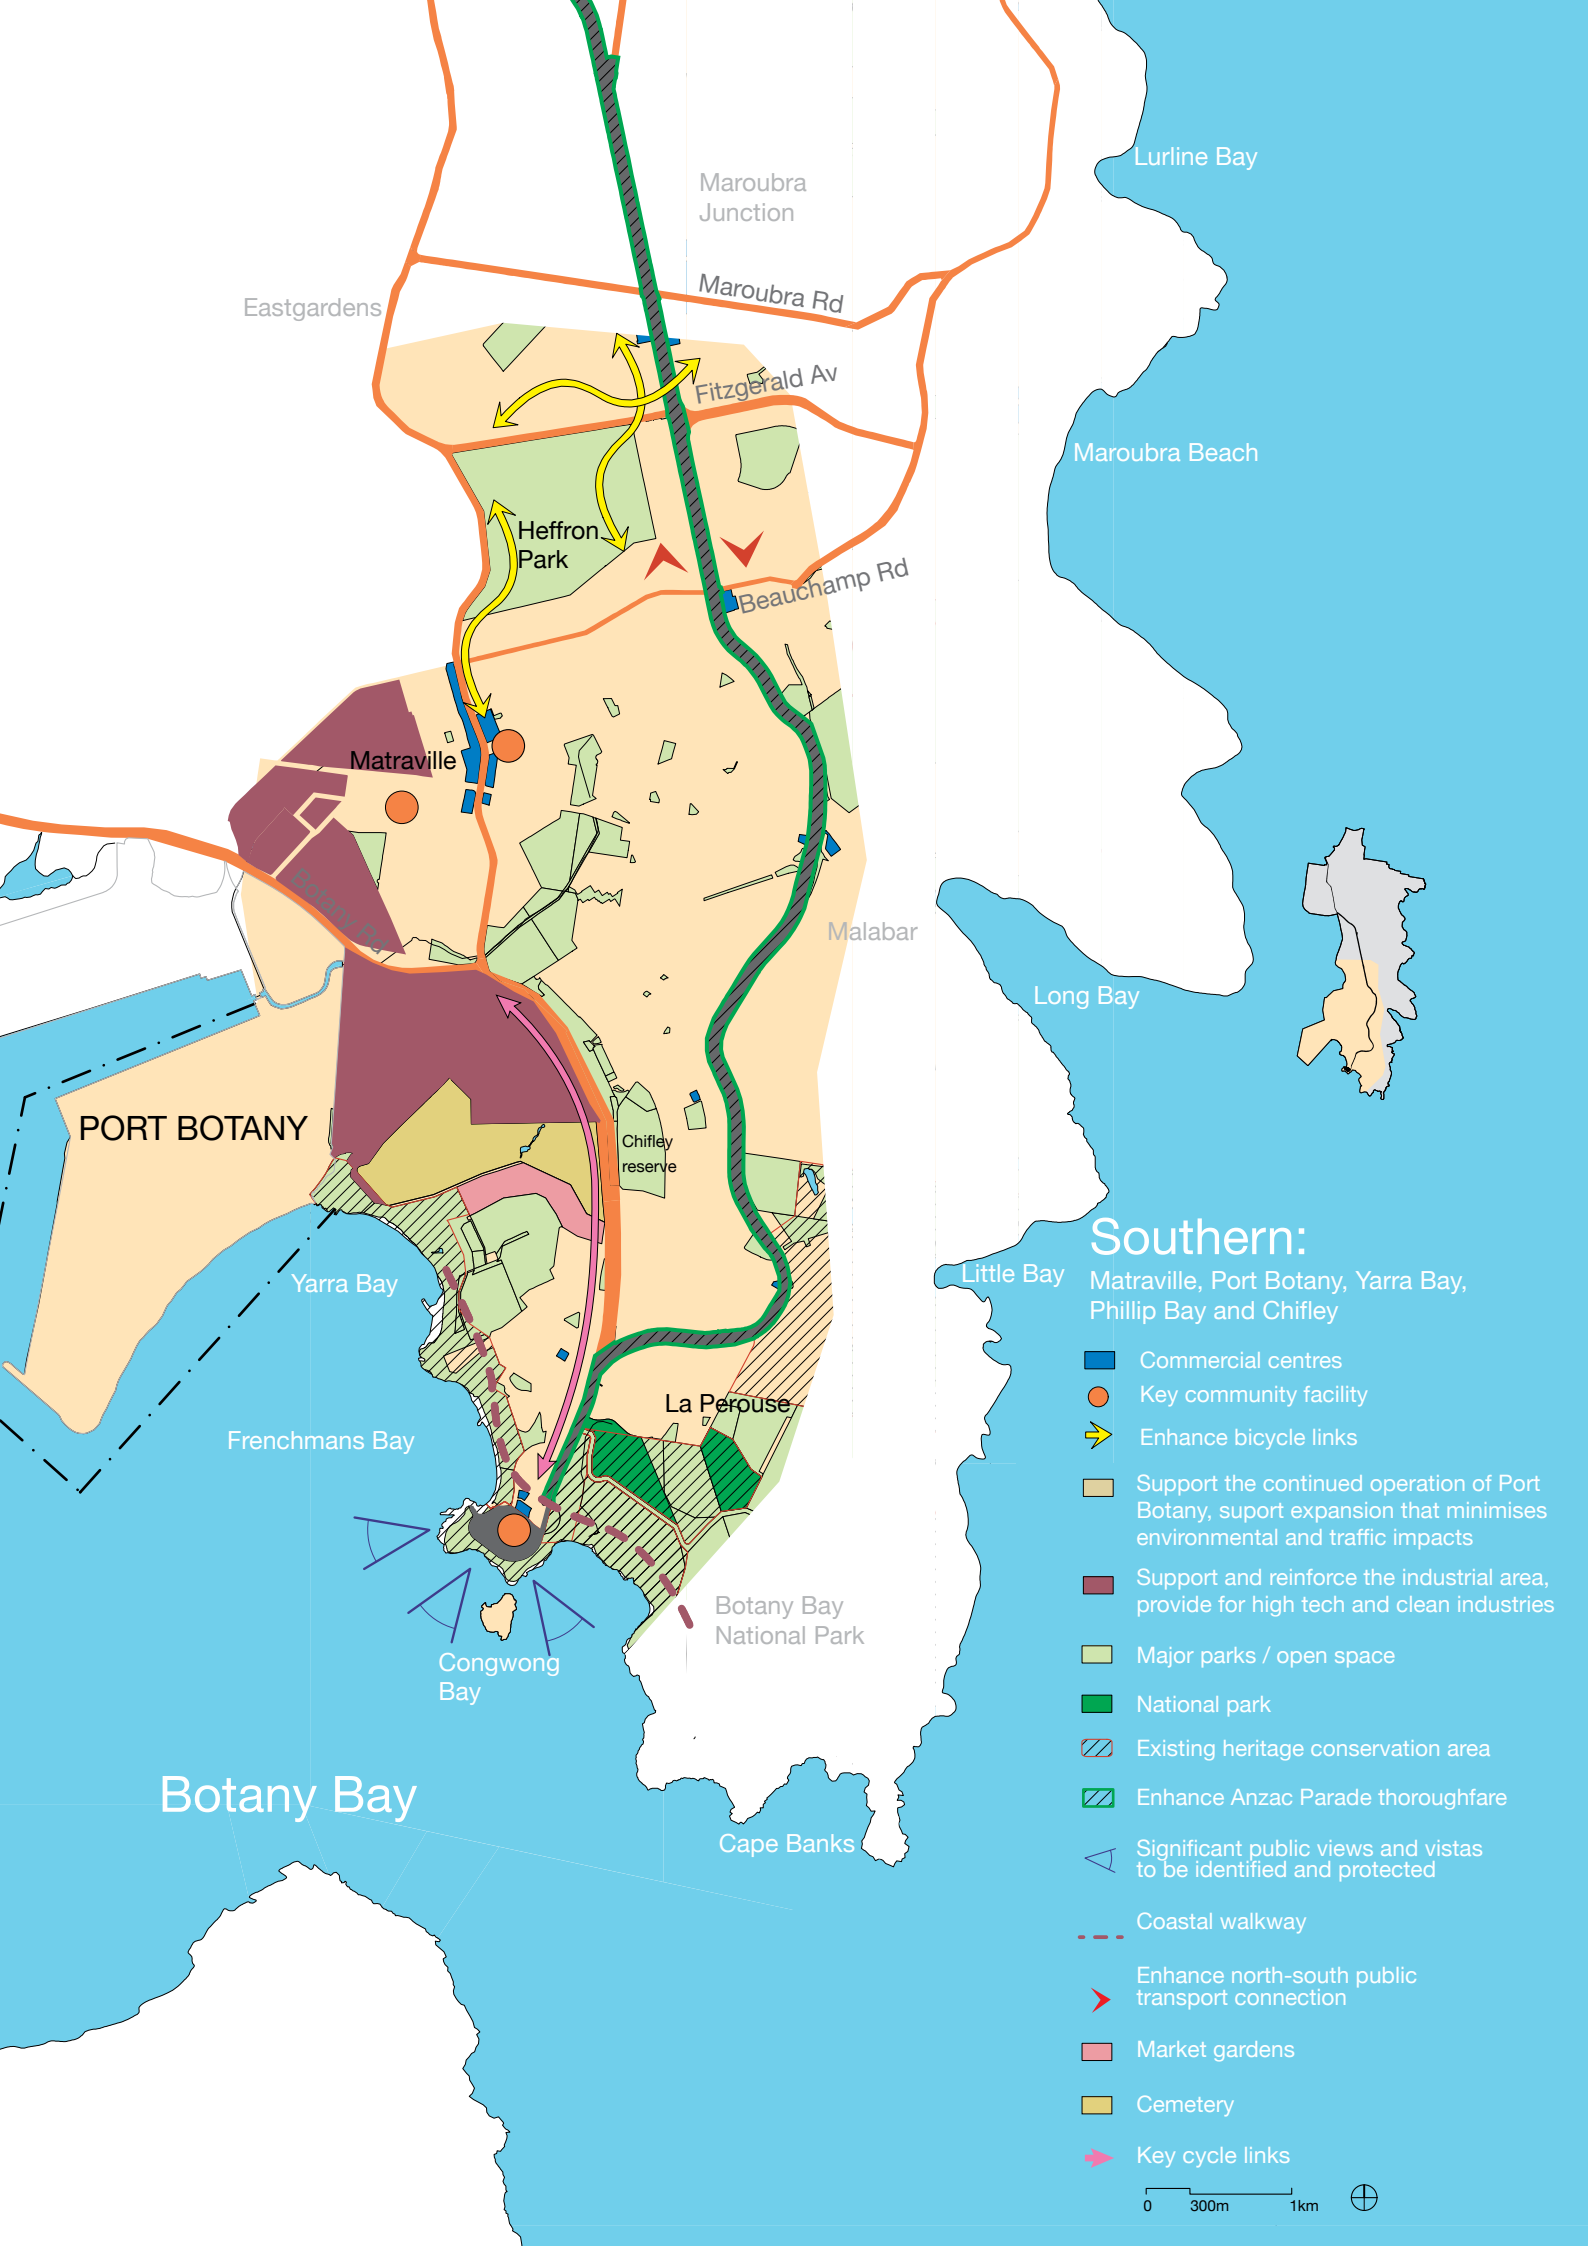 Lurline Bay
Maroubra
Junction
Maroubra Rd
Eastgardens
Fitzgerald Av
Maroubra Beach
Heffron
Park
Beauchamp Rd
Matraville
Botany Rd
Malabar
Long Bay
PORT BOTANY
Chifley
reserve
Yarra Bay
Little Bay
La Perouse
Frenchmans Bay
Botany Bay
National Park
Congwong
Bay
Botany Bay
Cape Banks
Southern:
Matraville, Port Botany, Yarra Bay,
Phillip Bay and Chifley
Commercial centres
Key community facility
Enhance bicycle links
Support the continued operation of Port
Botany, suport expansion that minimises
environmental and traffic impacts
Support and reinforce the industrial area,
provide for high tech and clean industries
Major parks / open space
National park
Existing heritage conservation area
Enhance Anzac Parade thoroughfare
Significant public views and vistas
to be identified and protected
Coastal walkway
Enhance north-south public
transport connection
Market gardens
Cemetery
Key cycle links
0 300m 1km